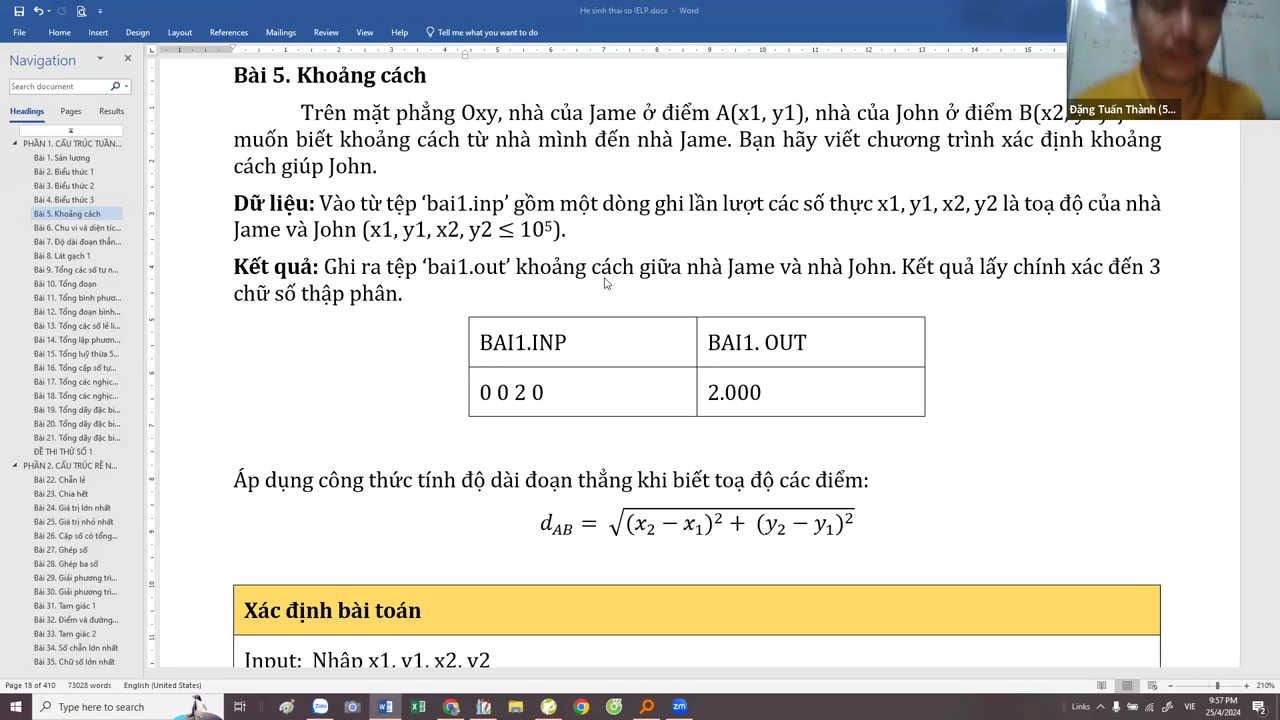 He sinh thai so IELP.docx - Word
File Home Insert Design Layout References Mailings Review View Help Tell me what you want to do
Navigation
Search document
Headings Pages Results
PHẦN 1. CẤU TRÚC TUẦN...
Bài 1. Sản lượng
Bài 2. Biểu thức 1
Bài 3. Biểu thức 2
Bài 4. Biểu thức 3
Bài 5. Khoảng cách
Bài 6. Chu vi và diện tíc...
Bài 7. Độ dài đoạn thẳn...
Bài 8. Lát gạch 1
Bài 9. Tổng các số tự n...
Bài 10. Tổng đoạn
Bài 11. Tổng bình phươ...
Bài 12. Tổng đoạn bình...
Bài 13. Tổng các số lẻ li...
Bài 14. Tổng lập phươn...
Bài 15. Tổng luỹ thừa 5...
Bài 16. Tổng cặp số tự...
Bài 17. Tổng các nghịc...
Bài 18. Tổng các nghịc...
Bài 19. Tổng dãy đặc bi...
Bài 20. Tổng dãy đặc bi...
Bài 21. Tổng dãy đặc bi...
ĐỀ THI THỬ SỐ 1
PHẦN 2. CẤU TRÚC RẼ N...
Bài 22. Chẵn lẻ
Bài 23. Chia hết
Bài 24. Giá trị lớn nhất
Bài 25. Giá trị nhỏ nhất
Bài 26. Cặp số có tổng...
Bài 27. Ghép số
Bài 28. Ghép ba số
Bài 29. Giải phương trì...
Bài 30. Giải phương trì...
Bài 31. Tam giác 1
Bài 32. Điểm và đường...
Bài 33. Tam giác 2
Bài 34. Số chẵn lớn nhất
Bài 35. Chữ số lớn nhất
Bài 5. Khoảng cách
Trên mặt phẳng Oxy, nhà của Jame ở điểm A(x1, y1), nhà của John ở điểm B(x2,
muốn biết khoảng cách từ nhà mình đến nhà Jame. Bạn hãy viết chương trình xác định khoảng
cách giúp John.
Dữ liệu: Vào từ tệp ‘bai1.inp’ gồm một dòng ghi lần lượt các số thực x1, y1, x2, y2 là toạ độ của nhà
Jame và John (x1, y1, x2, y2 ≤ 10⁵).
Kết quả: Ghi ra tệp ‘bai1.out’ khoảng cách giữa nhà Jame và nhà John. Kết quả lấy chính xác đến 3
chữ số thập phân.
BAI1.INP BAI1. OUT
0 0 2 0 2.000
Áp dụng công thức tính độ dài đoạn thẳng khi biết toạ độ các điểm:
d_AB = √((x₂ − x₁)² + (y₂ − y₁)²)
Xác định bài toán
Input: Nhập x1, y1, x2, y2
Đặng Tuấn Thành (5...
Page 18 of 410 73028 words English (United States) 210%
Type here to search
Links
9:57 PM
25/4/2024